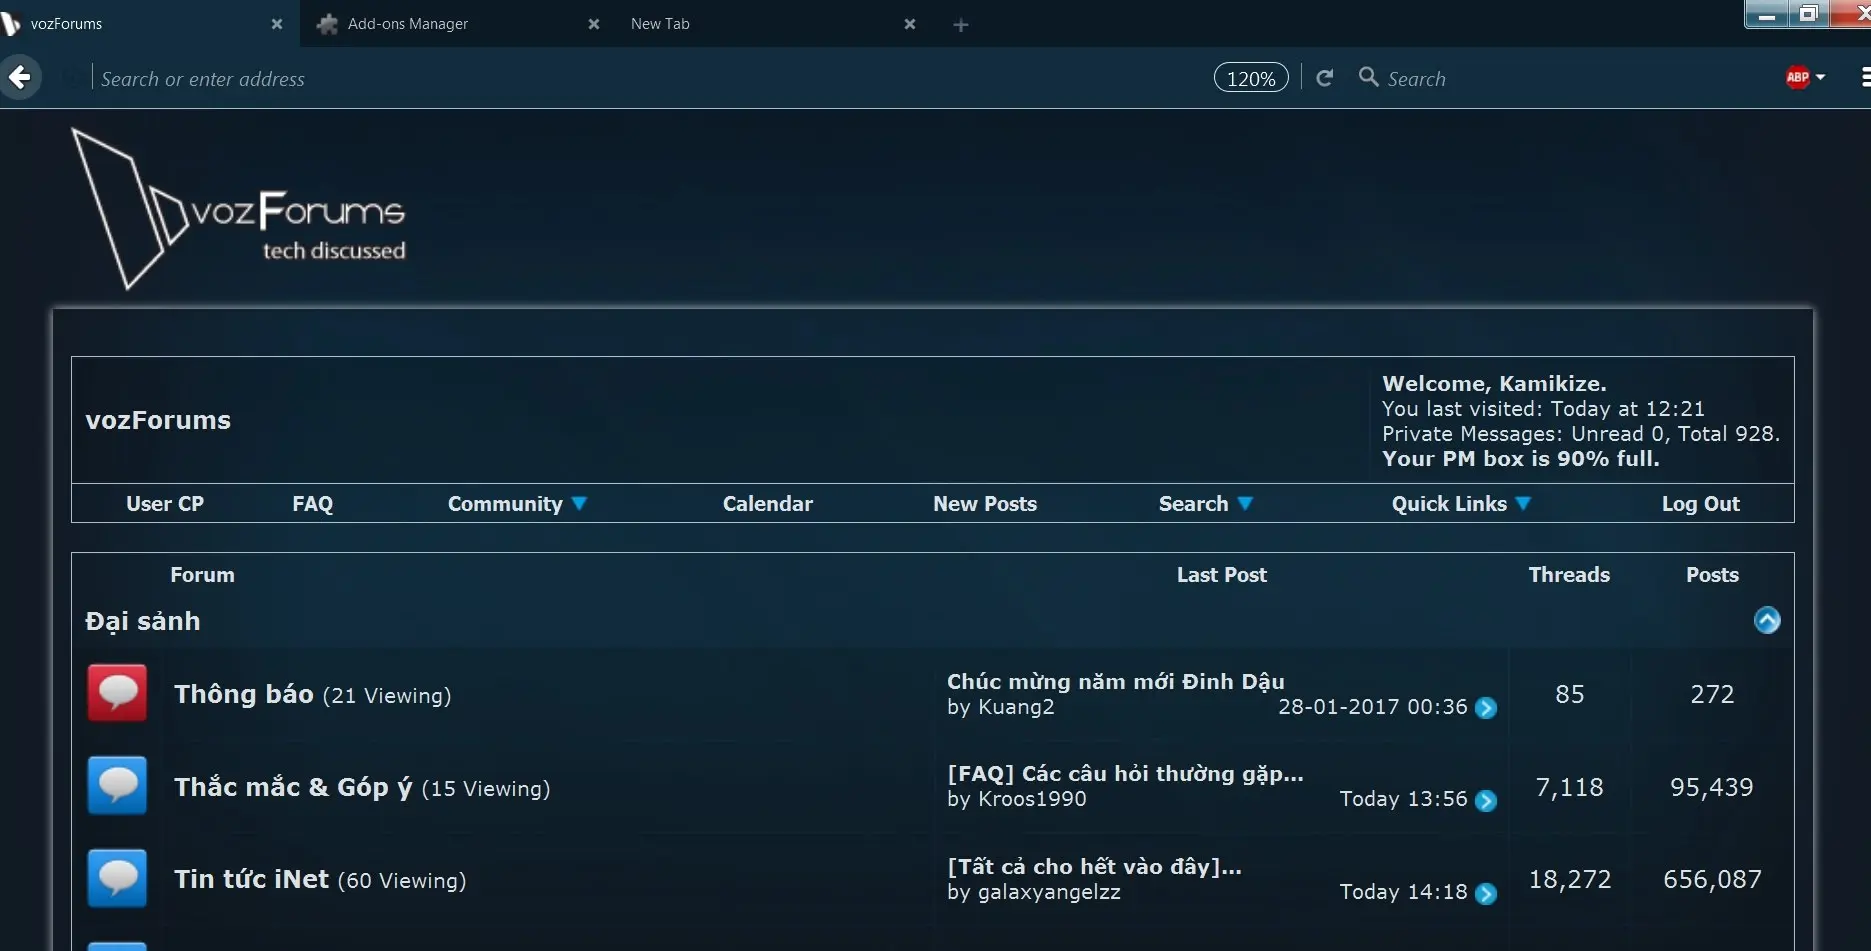 vozForums
Add-ons Manager
New Tab
Search or enter address
120%
Search
ABP
vozForums
tech discussed
vozForums
Welcome, Kamikize.
You last visited: Today at 12:21
Private Messages: Unread 0, Total 928.
Your PM box is 90% full.
User CP
FAQ
Community
Calendar
New Posts
Search
Quick Links
Log Out
Forum
Last Post
Threads
Posts
Đại sảnh
Thông báo (21 Viewing)
Chúc mừng năm mới Đinh Dậu
by Kuang2
28-01-2017 00:36
85
272
Thắc mắc & Góp ý (15 Viewing)
[FAQ] Các câu hỏi thường gặp...
by Kroos1990
Today 13:56
7,118
95,439
Tin tức iNet (60 Viewing)
[Tất cả cho hết vào đây]...
by galaxyangelzz
Today 14:18
18,272
656,087